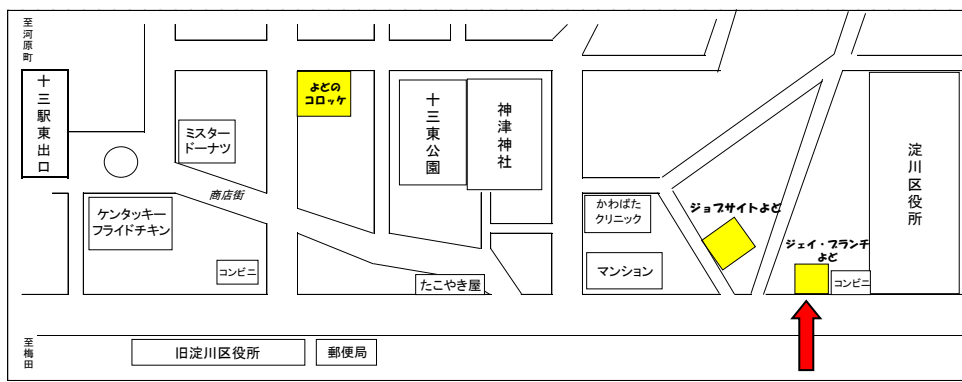 至河原町
十三駅東出口
ミスター
ドーナツ
よどの
コロッケ
十三東公園
神津神社
淀川区役所
商店街
ケンタッキー
フライドチキン
コンビニ
たこやき屋
かわばた
クリニック
マンション
ジョブサイトよど
ジェイ・ブランチ
よど
コンビニ
至梅田
旧淀川区役所
郵便局